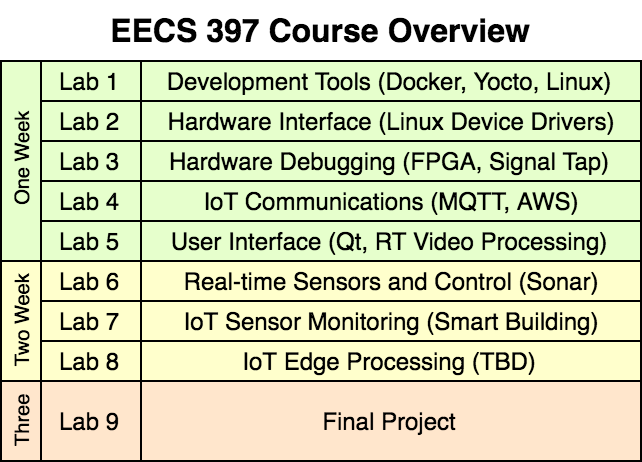 EECS 397 Course Overview
One Week
Lab 1 Development Tools (Docker, Yocto, Linux)
Lab 2 Hardware Interface (Linux Device Drivers)
Lab 3 Hardware Debugging (FPGA, Signal Tap)
Lab 4 IoT Communications (MQTT, AWS)
Lab 5 User Interface (Qt, RT Video Processing)
Two Week
Lab 6 Real-time Sensors and Control (Sonar)
Lab 7 IoT Sensor Monitoring (Smart Building)
Lab 8 IoT Edge Processing (TBD)
Three
Lab 9 Final Project